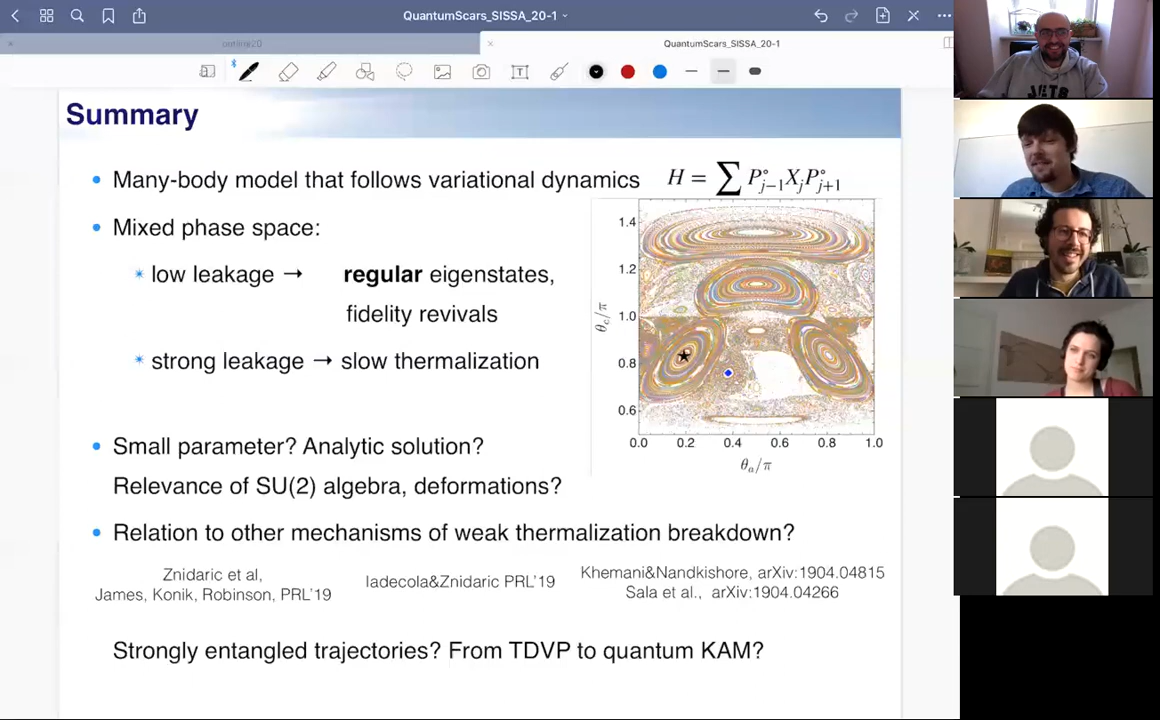 QuantumScars_SISSA_20-1
outline20
QuantumScars_SISSA_20-1
Summary
• Many-body model that follows variational dynamics
H = ∑ P°_{j−1} X_j P°_{j+1}
• Mixed phase space:
* low leakage → regular eigenstates,
fidelity revivals
* strong leakage → slow thermalization
1.4
1.2
1.0
0.8
0.6
θ_c/π
0.0 0.2 0.4 0.6 0.8 1.0
θ_a/π
• Small parameter? Analytic solution?
Relevance of SU(2) algebra, deformations?
• Relation to other mechanisms of weak thermalization breakdown?
Znidaric et al,
James, Konik, Robinson, PRL'19
Iadecola&Znidaric PRL'19
Khemani&Nandkishore, arXiv:1904.04815
Sala et al., arXiv:1904.04266
Strongly entangled trajectories? From TDVP to quantum KAM?